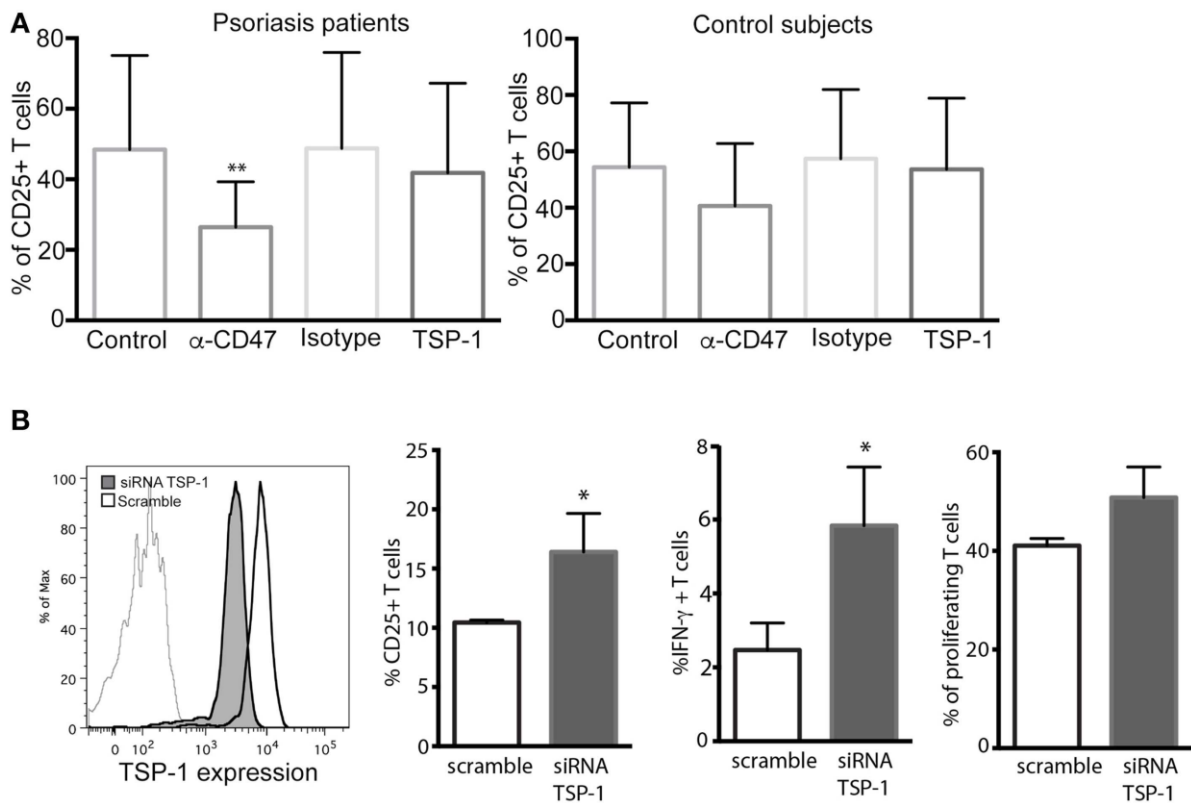 A
Psoriasis patients
% of CD25+ T cells
80
60
40
20
0
**
Control α-CD47 Isotype TSP-1
Control subjects
% of CD25+ T cells
100
80
60
40
20
0
Control α-CD47 Isotype TSP-1
B
% of Max
100
80
60
40
20
0
siRNA TSP-1
Scramble
0 10² 10³ 10⁴ 10⁵
TSP-1 expression
% CD25+ T cells
25
20
15
10
5
0
*
scramble siRNA
TSP-1
%IFN-γ + T cells
8
6
4
2
0
*
scramble siRNA
TSP-1
% of proliferating T cells
60
40
20
0
scramble siRNA
TSP-1